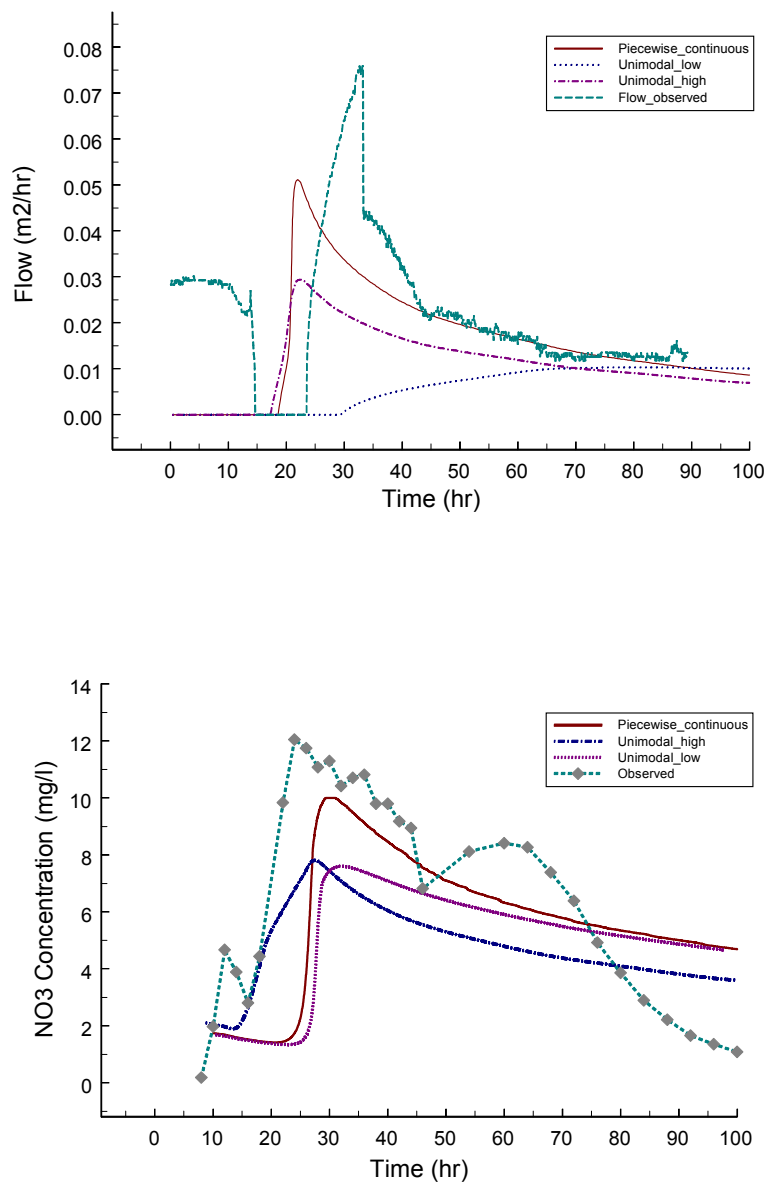 0.08
0.07
0.06
0.05
0.04
0.03
0.02
0.01
0.00
Flow (m2/hr)
Piecewise_continuous
Unimodal_low
Unimodal_high
Flow_observed
0 10 20 30 40 50 60 70 80 90 100
Time (hr)
14
12
10
8
6
4
2
0
NO3 Concentration (mg/l)
Piecewise_continuous
Unimodal_high
Unimodal_low
Observed
0 10 20 30 40 50 60 70 80 90 100
Time (hr)